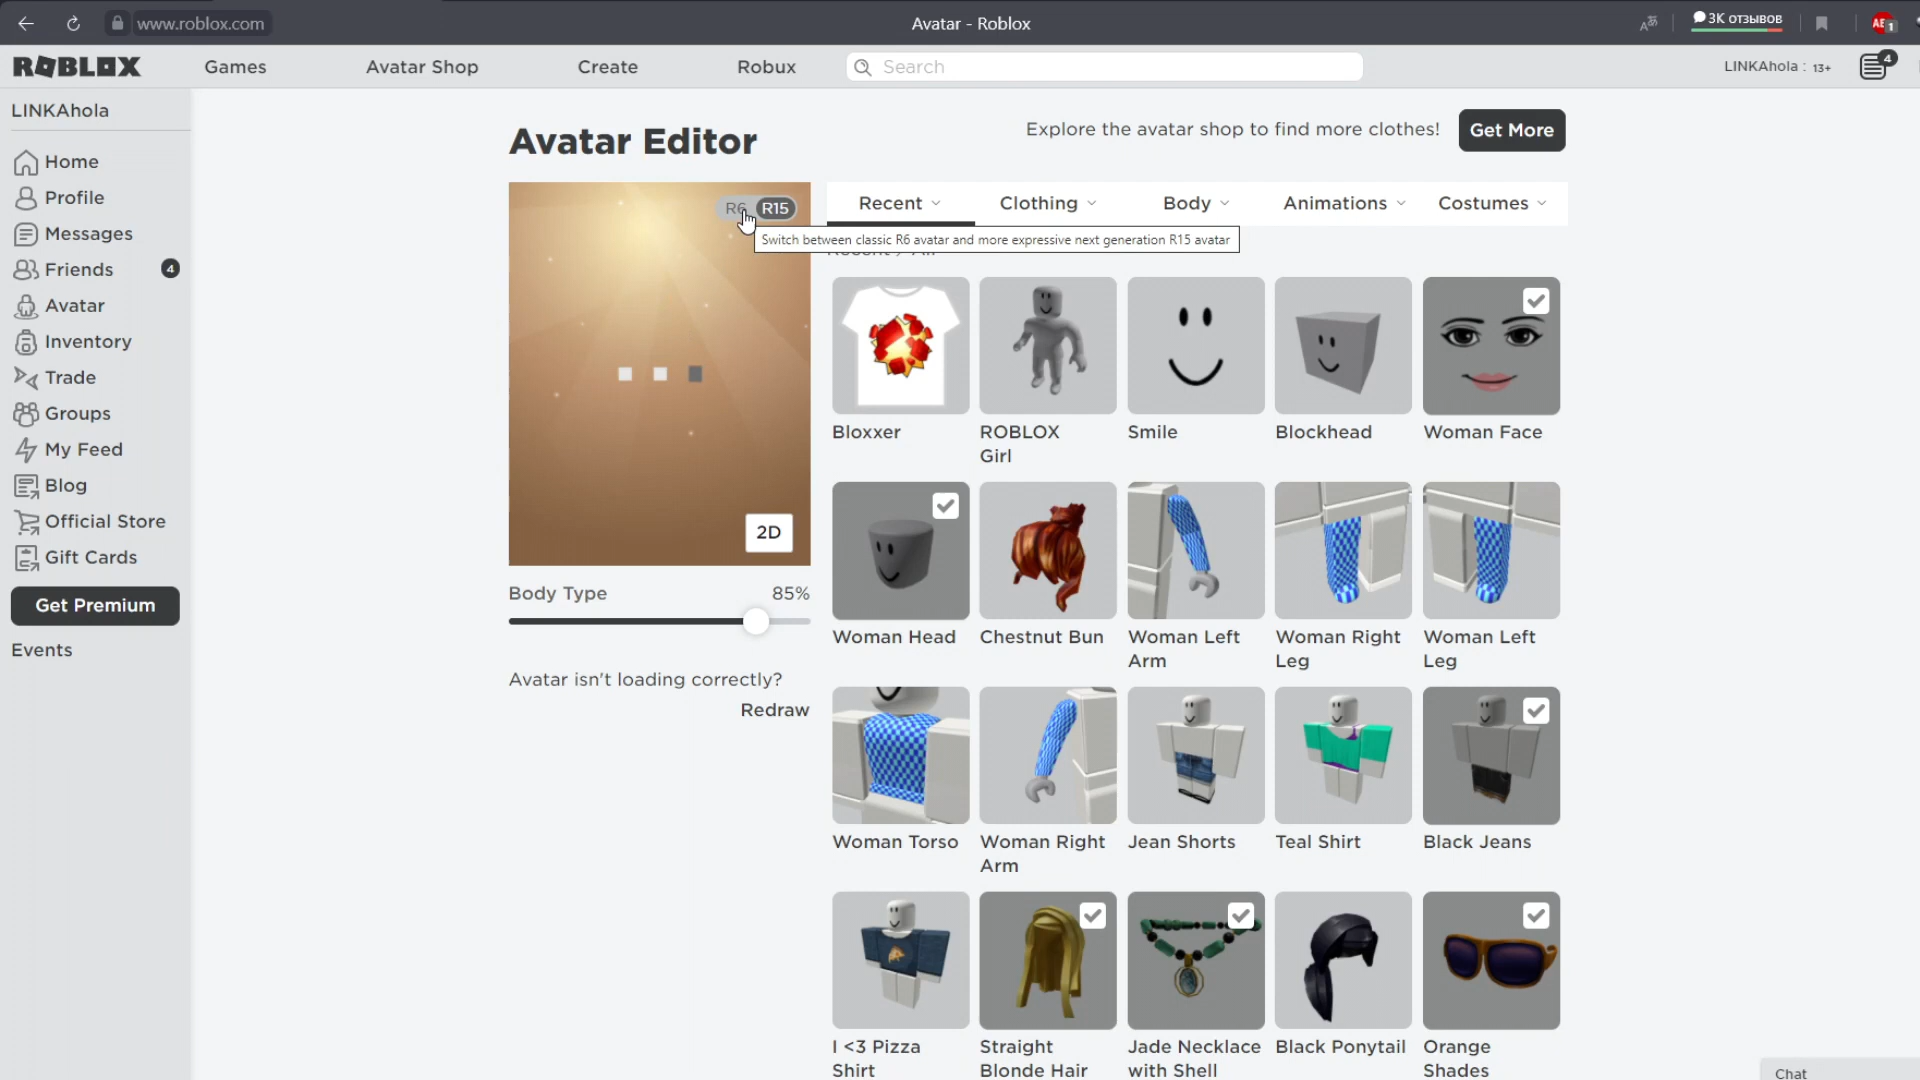 www.roblox.com
Avatar - Roblox
3K отзывов
1
ROBLOX
Games
Avatar Shop
Create
Robux
Search
LINKAhola : 13+
4
LINKAhola
Home
Profile
Messages
Friends
4
Avatar
Inventory
Trade
Groups
My Feed
Blog
Official Store
Gift Cards
Get Premium
Events
Avatar Editor
Explore the avatar shop to find more clothes!
Get More
R6
R15
Switch between classic R6 avatar and more expressive next generation R15 avatar
2D
Body Type
85%
Avatar isn't loading correctly?
Redraw
Recent
Clothing
Body
Animations
Costumes
Bloxxer
ROBLOX
Girl
Smile
Blockhead
Woman Face
Woman Head
Chestnut Bun
Woman Left
Arm
Woman Right
Leg
Woman Left
Leg
Woman Torso
Woman Right
Arm
Jean Shorts
Teal Shirt
Black Jeans
I <3 Pizza
Shirt
Straight
Blonde Hair
Jade Necklace
with Shell
Black Ponytail
Orange
Shades
Chat